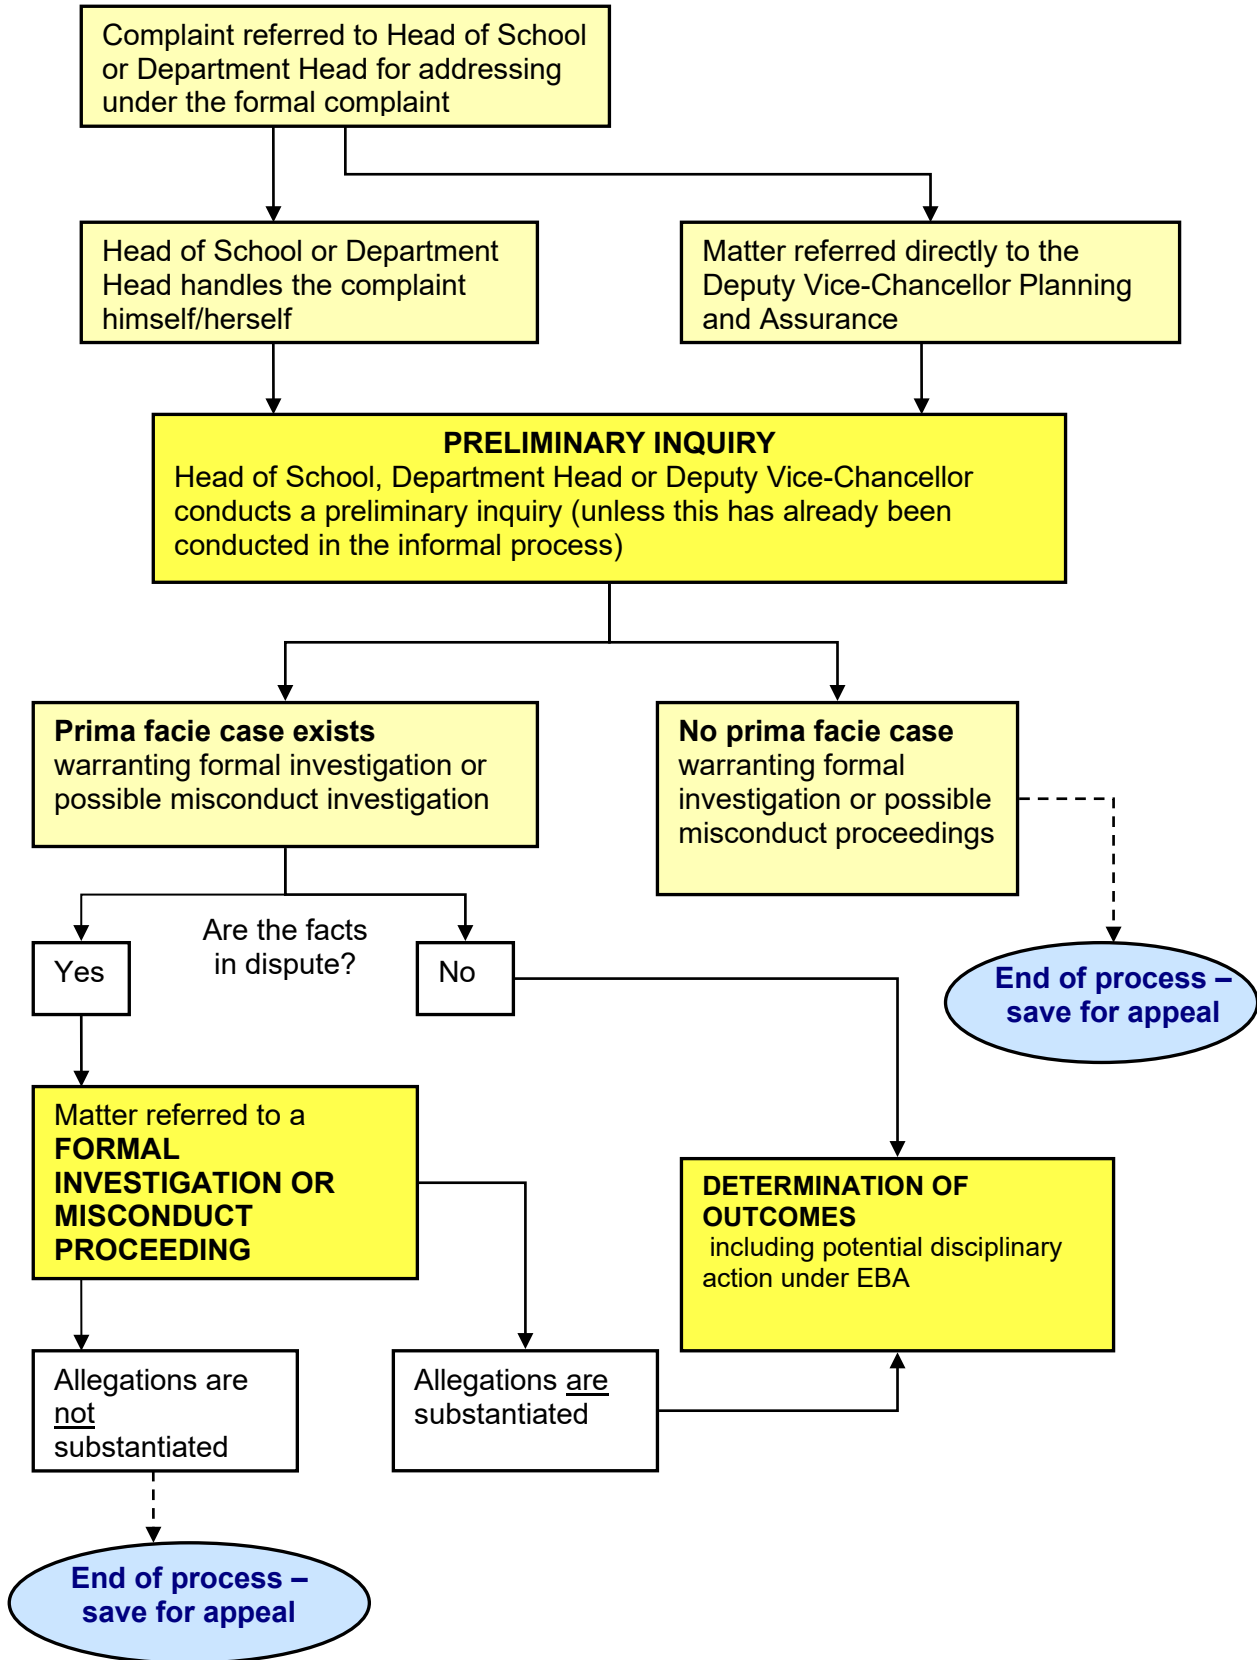 Complaint referred to Head of School
or Department Head for addressing
under the formal complaint
Head of School or Department
Head handles the complaint
himself/herself
Matter referred directly to the
Deputy Vice-Chancellor Planning
and Assurance
PRELIMINARY INQUIRY
Head of School, Department Head or Deputy Vice-Chancellor
conducts a preliminary inquiry (unless this has already been
conducted in the informal process)
Prima facie case exists
warranting formal investigation or
possible misconduct investigation
No prima facie case
warranting formal
investigation or possible
misconduct proceedings
Are the facts
in dispute?
Yes
No
End of process –
save for appeal
Matter referred to a
FORMAL
INVESTIGATION OR
MISCONDUCT
PROCEEDING
DETERMINATION OF
OUTCOMES
including potential disciplinary
action under EBA
Allegations are
not
substantiated
Allegations are
substantiated
End of process –
save for appeal